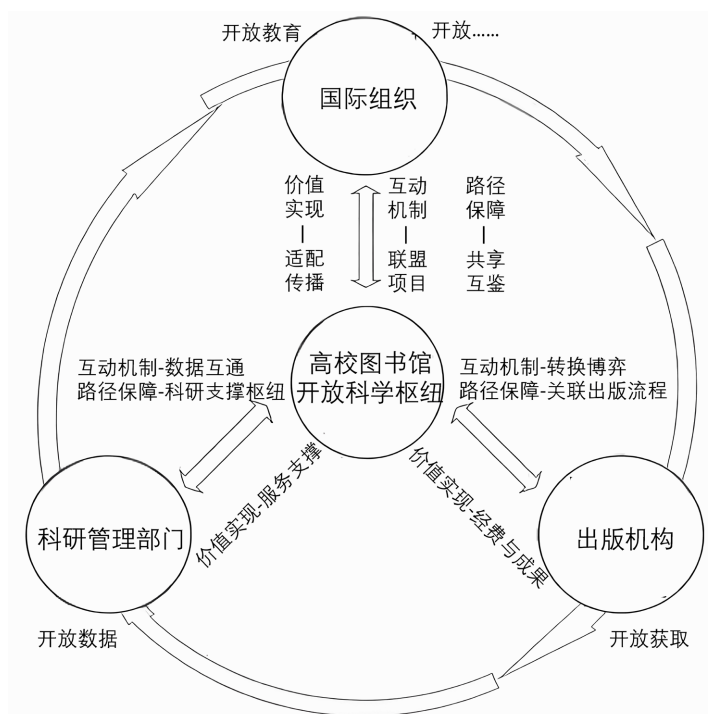 开放教育
开放……
国际组织
价值
实现
|
适配
传播
互动
机制
|
联盟
项目
路径
保障
|
共享
互鉴
高校图书馆
开放科学枢纽
互动机制-数据互通
路径保障-科研支撑枢纽
互动机制-转换博弈
路径保障-关联出版流程
价值实现-服务支撑
价值实现-经费与成果
科研管理部门
出版机构
开放数据
开放获取